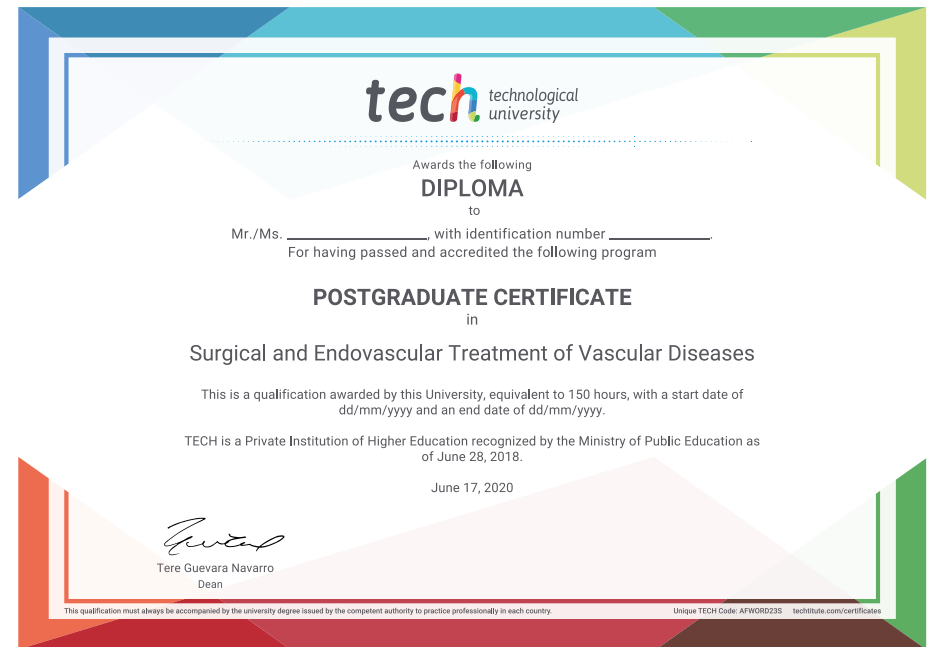 tech technological
university
Awards the following
DIPLOMA
to
Mr./Ms. ____________________, with identification number ______________.
For having passed and accredited the following program
POSTGRADUATE CERTIFICATE
in
Surgical and Endovascular Treatment of Vascular Diseases
This is a qualification awarded by this University, equivalent to 150 hours, with a start date of
dd/mm/yyyy and an end date of dd/mm/yyyy.
TECH is a Private Institution of Higher Education recognized by the Ministry of Public Education as
of June 28, 2018.
June 17, 2020
Tere Guevara Navarro
Dean
This qualification must always be accompanied by the university degree issued by the competent authority to practice professionally in each country. Unique TECH Code: AFWORD23S techtitute.com/certificates